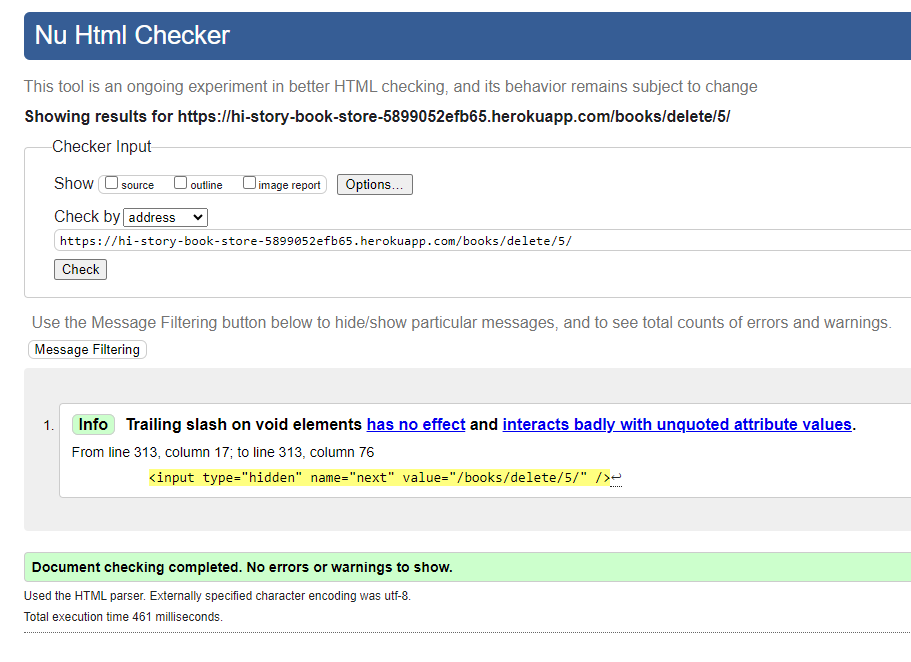 Nu Html Checker
This tool is an ongoing experiment in better HTML checking, and its behavior remains subject to change
Showing results for https://hi-story-book-store-5899052efb65.herokuapp.com/books/delete/5/
Checker Input
Show source outline image report Options...
Check by address
https://hi-story-book-store-5899052efb65.herokuapp.com/books/delete/5/
Check
Use the Message Filtering button below to hide/show particular messages, and to see total counts of errors and warnings.
Message Filtering
1. Info Trailing slash on void elements has no effect and interacts badly with unquoted attribute values.
From line 313, column 17; to line 313, column 76
<input type="hidden" name="next" value="/books/delete/5/" />↩
Document checking completed. No errors or warnings to show.
Used the HTML parser. Externally specified character encoding was utf-8.
Total execution time 461 milliseconds.